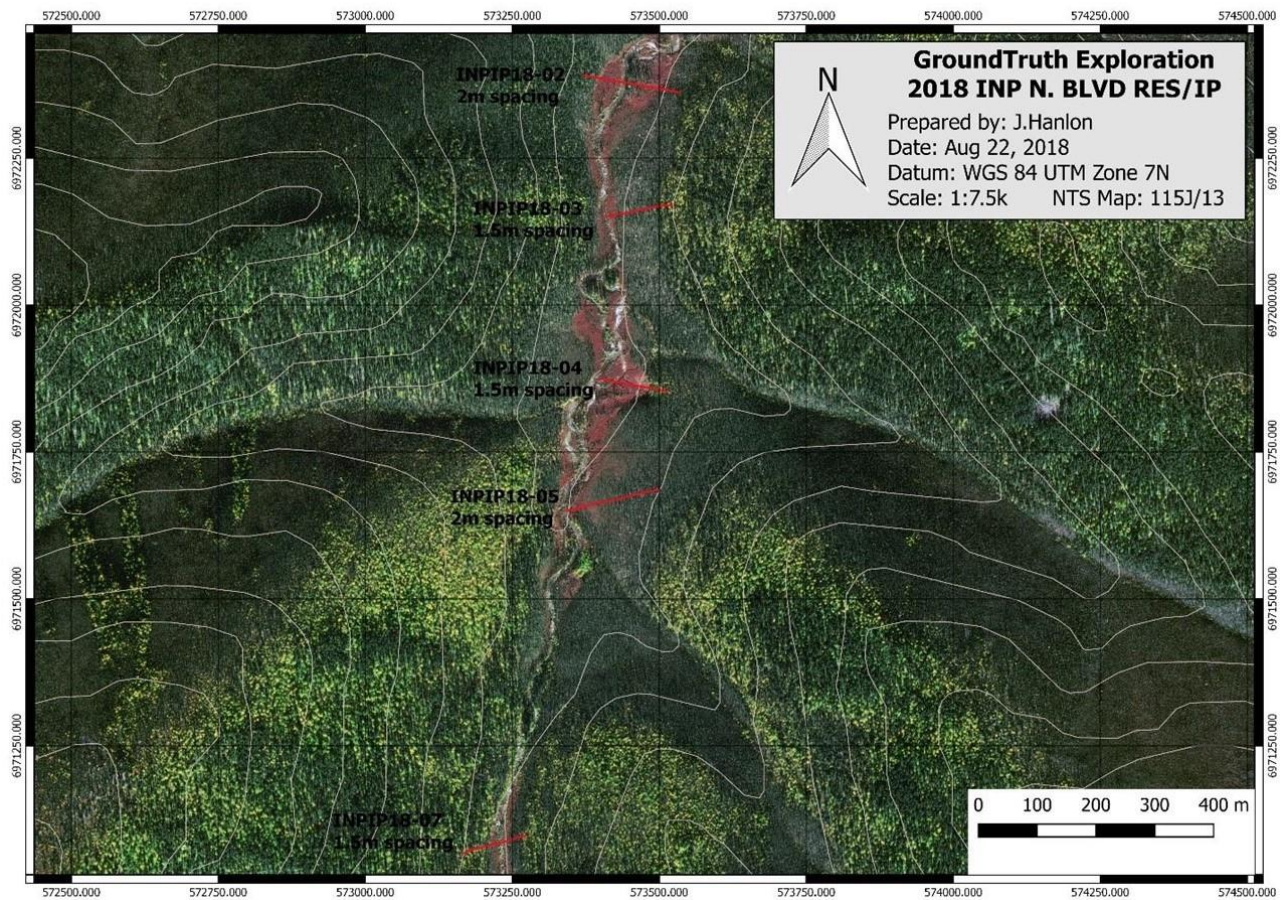 572500.000 572750.000 573000.000 573250.000 573500.000 573750.000 574000.000 574250.000 574500.000
GroundTruth Exploration
2018 INP N. BLVD RES/IP
N
Prepared by: J.Hanlon
Date: Aug 22, 2018
Datum: WGS 84 UTM Zone 7N
Scale: 1:7.5k NTS Map: 115J/13
INPIP18-02
2m spacing
6972250.000 6972250.000
INPIP18-03
1.5m spacing
6972000.000 6972000.000
INPIP18-04
1.5m spacing
6971750.000 6971750.000
INPIP18-05
2m spacing
6971500.000 6971500.000
6971250.000 6971250.000
INPIP18-07
1.5m spacing
0 100 200 300 400 m
572500.000 572750.000 573000.000 573250.000 573500.000 573750.000 574000.000 574250.000 574500.000